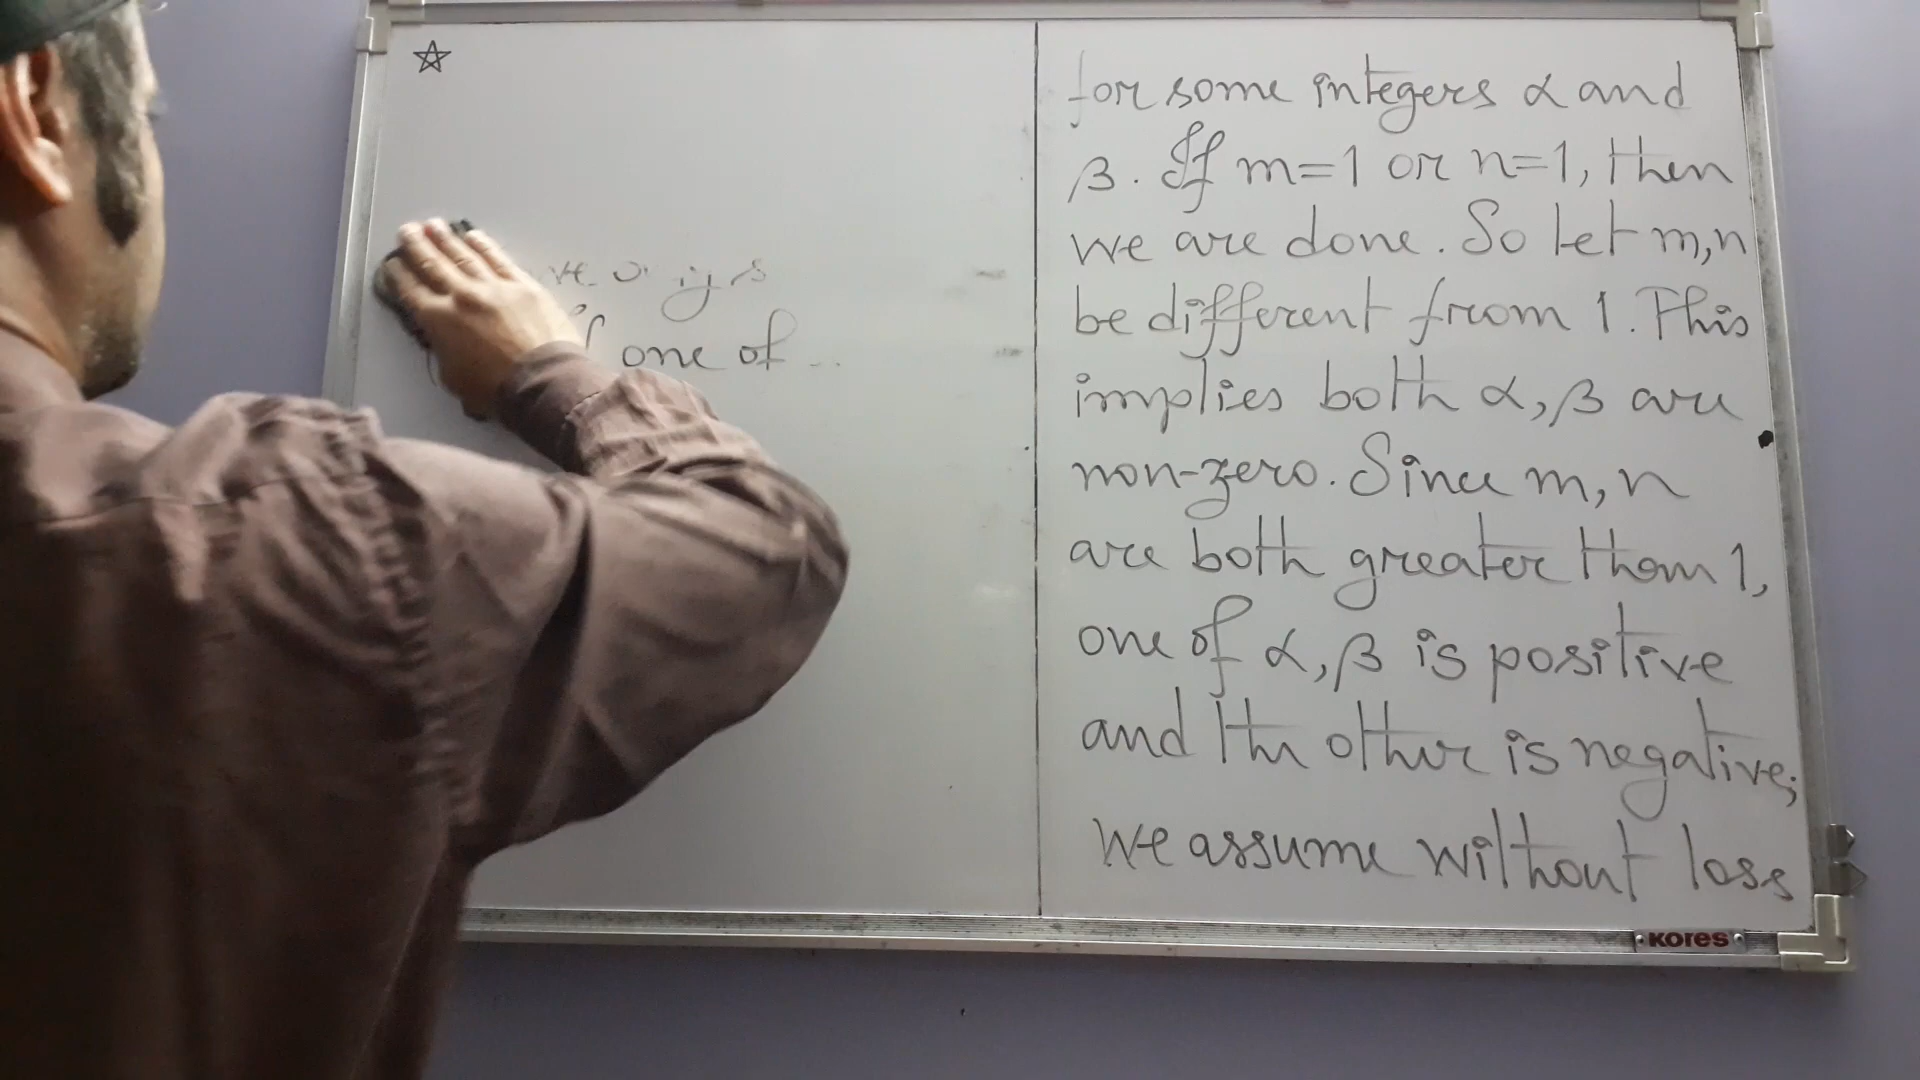 one of ..
for some integers α and
β. If m=1 or n=1, then
we are done. So let m,n
be different from 1. This
implies both α, β are
non-zero. Since m, n
are both greater than 1,
one of α, β is positive
and the other is negative;
we assume without loss
KORES